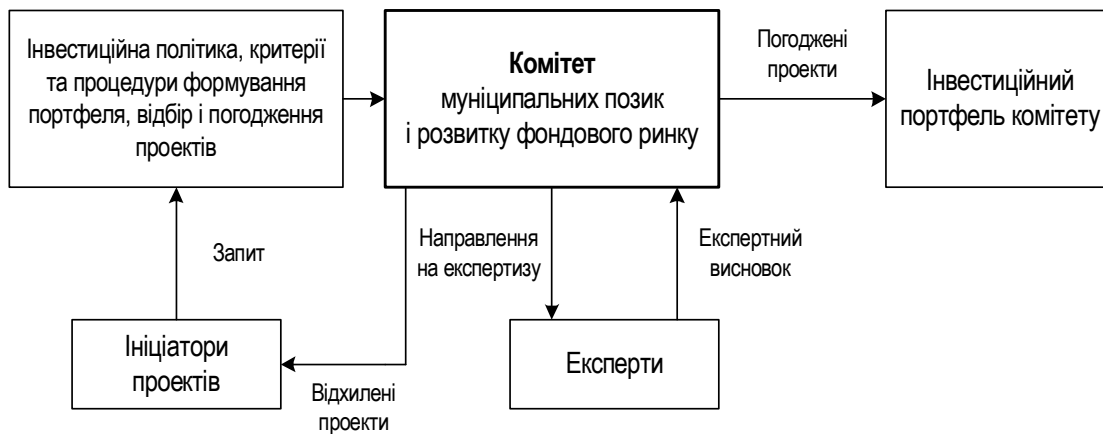 Інвестиційна політика, критерії
та процедури формування
портфеля, відбір і погодження
проектів
Комітет
муніципальних позик
і розвитку фондового ринку
Погоджені
проекти
Інвестиційний
портфель комітету
Запит
Направлення
на експертизу
Експертний
висновок
Ініціатори
проектів
Відхилені
проекти
Експерти